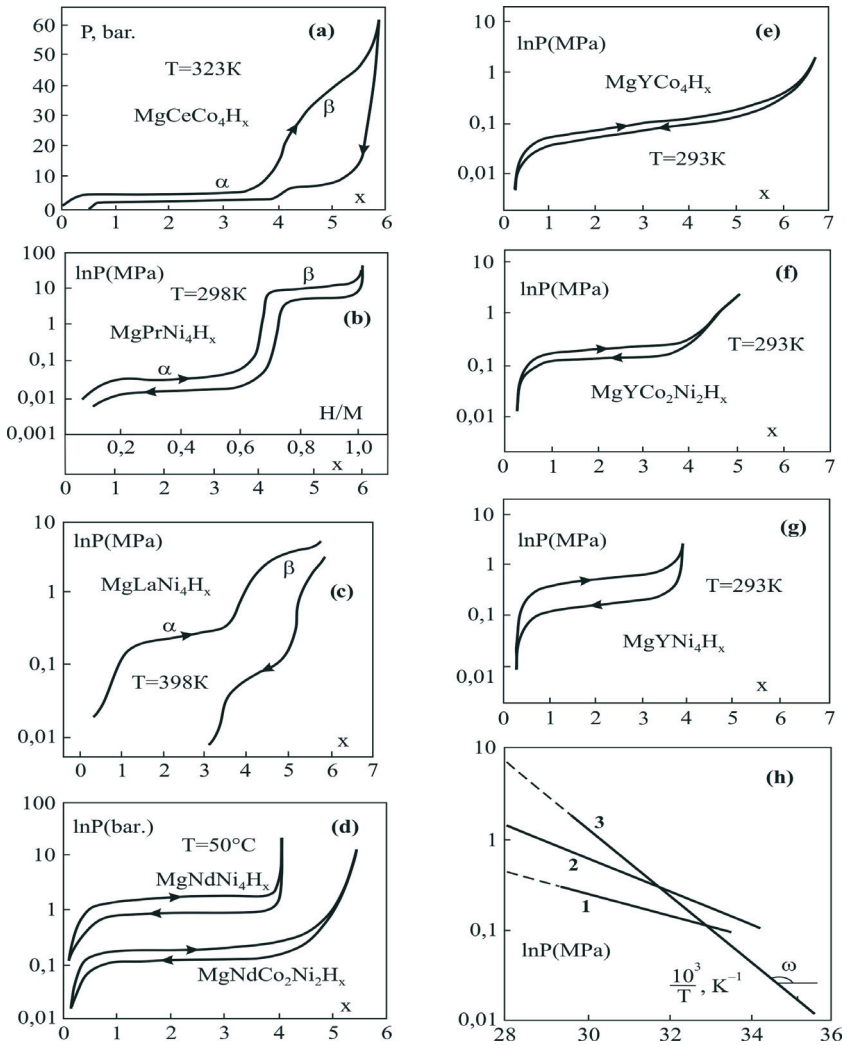 (a)
P, bar.
T=323K
MgCeCo₄Hₓ
α
β
x
60
50
40
30
20
10
0
0 1 2 3 4 5 6
lnP(MPa)
T=298K
MgPrNi₄Hₓ
(b)
α
β
H/M
x
100
10
1
0,1
0,01
0,001
0,2 0,4 0,6 0,8 1,0
0 1 2 3 4 5 6
lnP(MPa)
MgLaNi₄Hₓ
(c)
α
β
T=398K
x
10
1
0,1
0,01
0 1 2 3 4 5 6 7
lnP(bar.)
(d)
T=50°C
MgNdNi₄Hₓ
MgNdCo₂Ni₂Hₓ
x
100
10
1
0,1
0,01
0 1 2 3 4 5 6
(e)
lnP(MPa)
MgYCo₄Hₓ
T=293K
x
10
1
0,1
0,01
0 1 2 3 4 5 6 7
(f)
lnP(MPa)
T=293K
MgYCo₂Ni₂Hₓ
x
10
1
0,1
0,01
0 1 2 3 4 5 6 7
(g)
lnP(MPa)
T=293K
MgYNi₄Hₓ
x
10
1
0,1
0,01
0 1 2 3 4 5 6 7
(h)
3
2
1
lnP(MPa)
10³/T, K⁻¹
ω
10
1
0,1
0,01
28 30 32 34 36